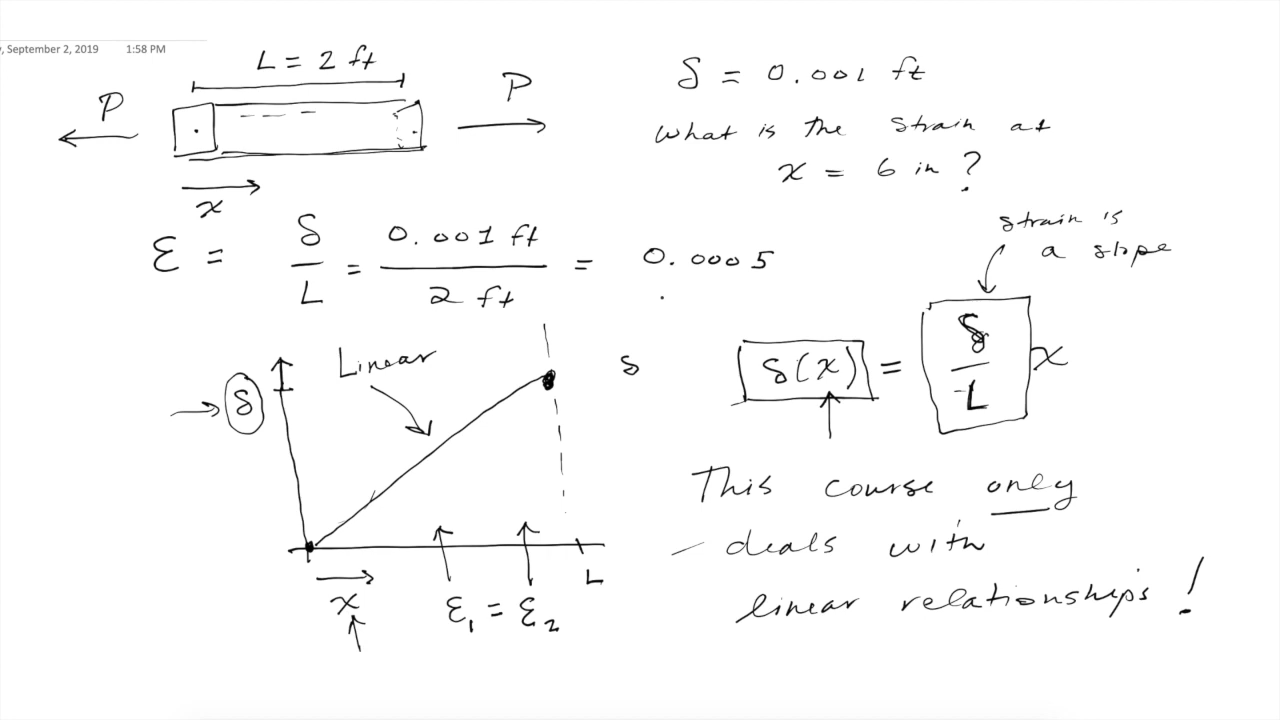 , September 2, 2019 1:58 PM
L = 2 ft
P
P
x
δ = 0.001 ft
what is the strain at
x = 6 in?
ε = δ/L = 0.001 ft / 2 ft = 0.0005
strain is
a slope
δ
Linear
δ
δ(x) = δ/L x
x
ε₁ = ε₂
L
This course only
deals with
linear relationships!